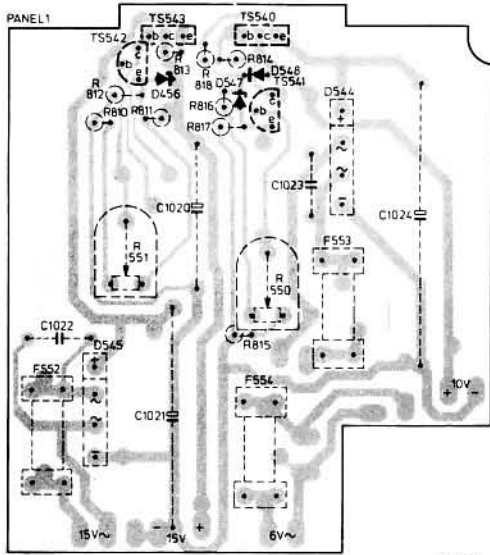 PANEL1
TS543 TS540
b c e b c e
TS542
c
b
e
R
813
R
818
R814
D547
D548
TS541
R
812
D456
R816
c
b
e
D544
R810
R811
R817
+
~
~
-
C1020
C1023
C1024
R
551
F553
R
550
C1022
D545
R815
F552
+
~
~
-
C1021
F554
10V
+ -
15V~
- +
15V
6V~